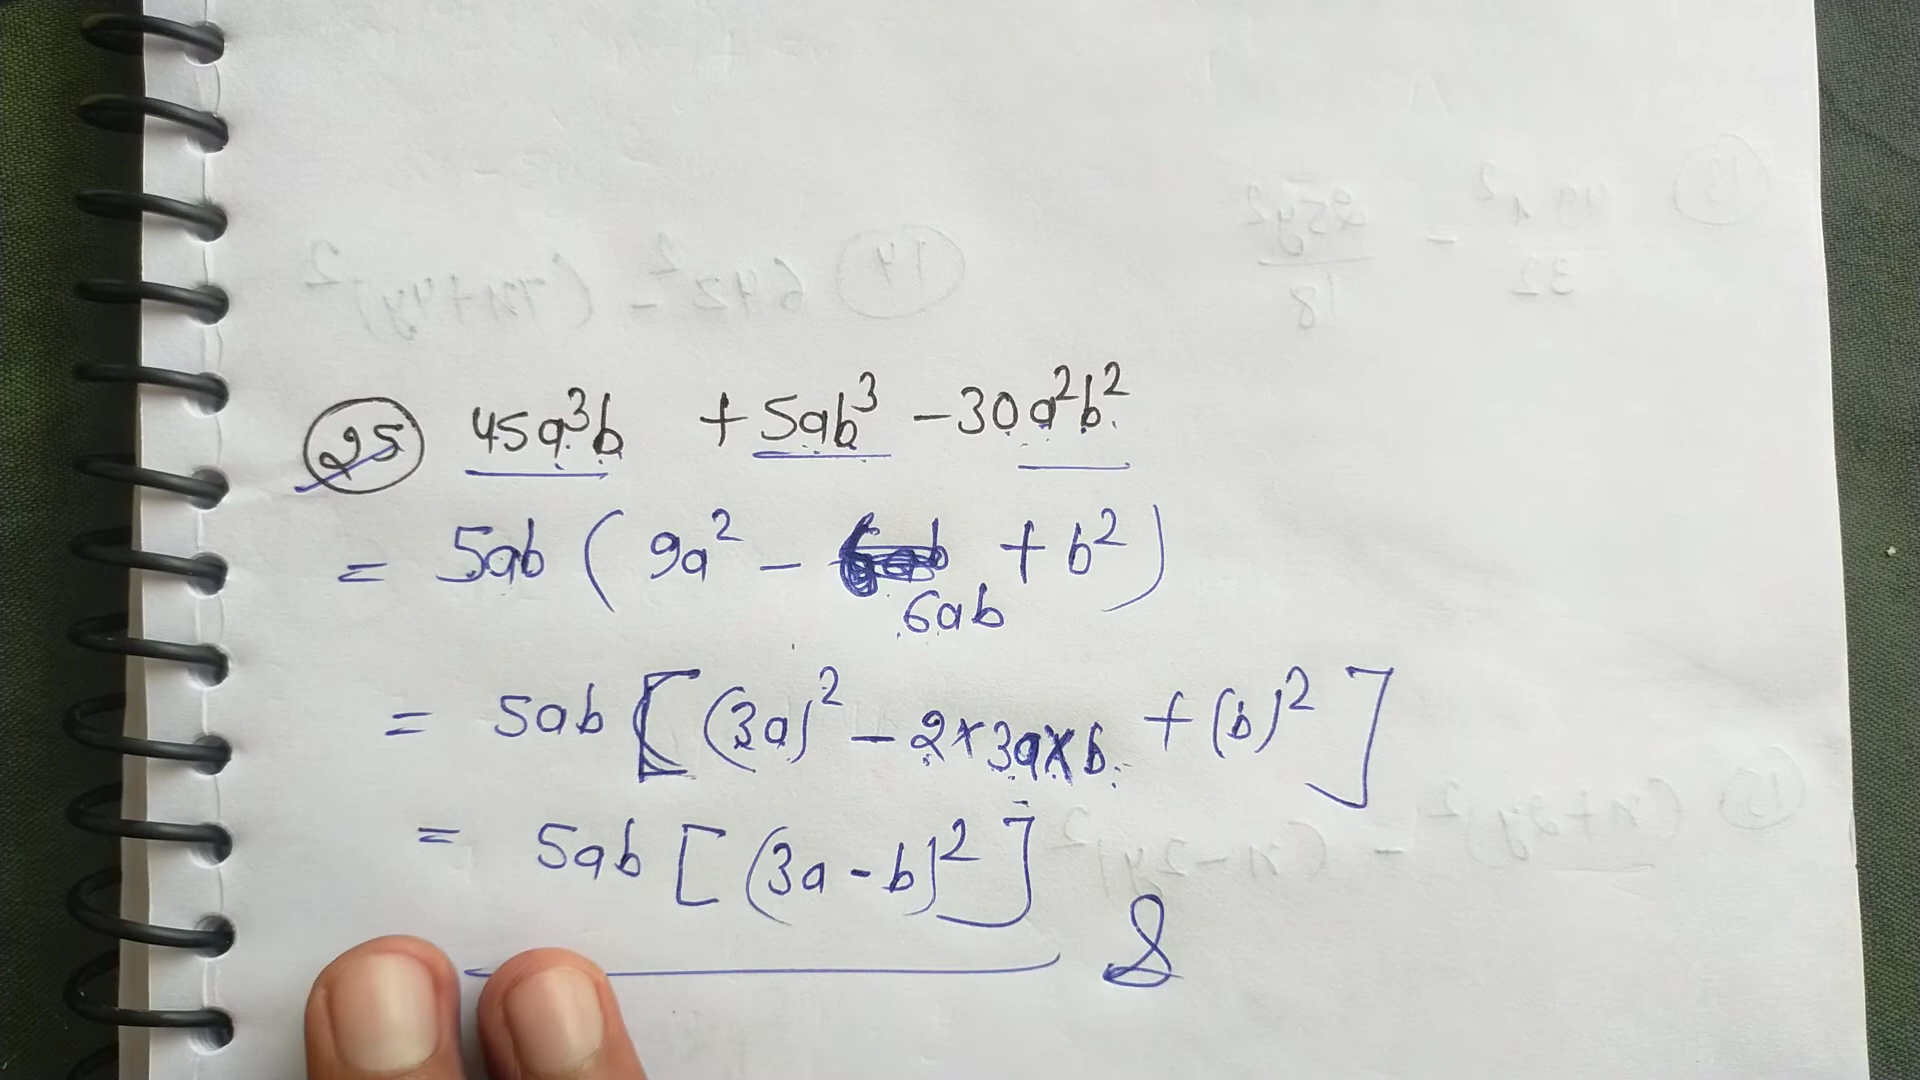 25 45a³b + 5ab³ - 30a²b²
= 5ab ( 9a² - 6ab + b² )
= 5ab [ (3a)² - 2×3a×b + (b)² ]
= 5ab [ (3a - b)² ]